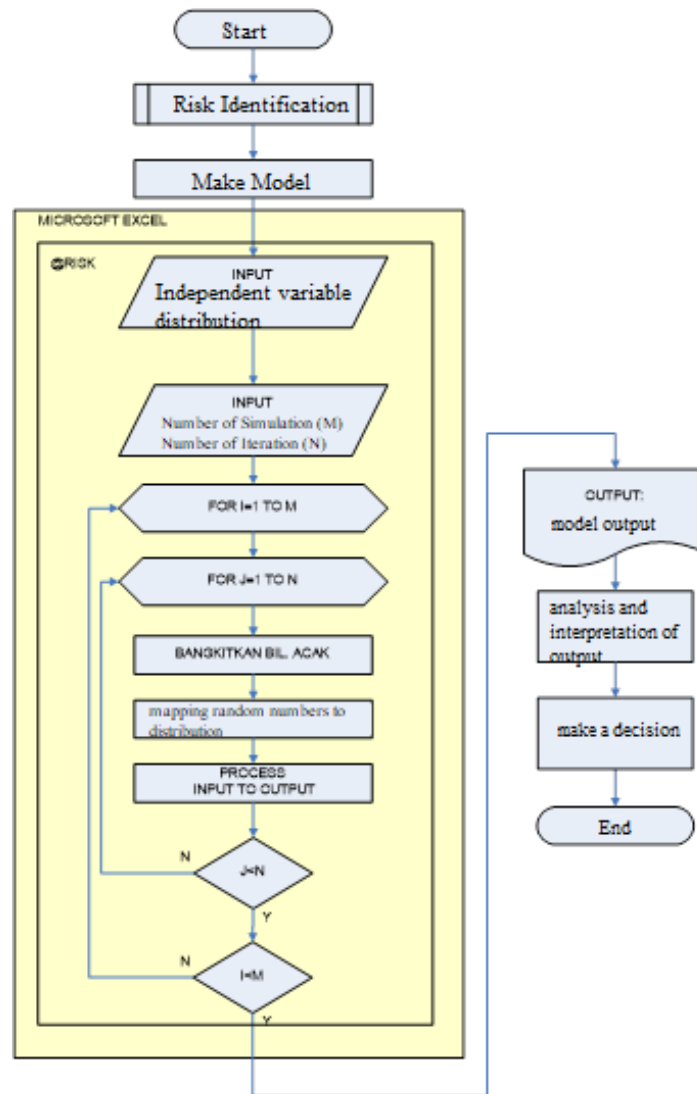 Start
Risk Identification
Make Model
MICROSOFT EXCEL
@RISK
INPUT
Independent variable
distribution
INPUT
Number of Simulation (M)
Number of Iteration (N)
FOR I=1 TO M
FOR J=1 TO N
BANGKITKAN BIL. ACAK
mapping random numbers to
distribution
PROCESS
INPUT TO OUTPUT
N
J=N
Y
N
I=M
Y
OUTPUT:
model output
analysis and
interpretation of
output
make a decision
End